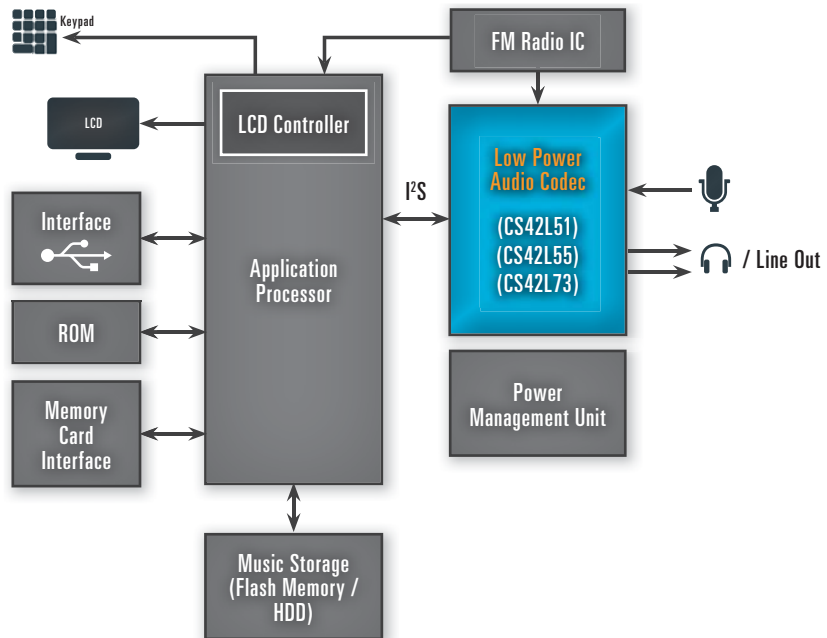 Keypad
FM Radio IC
LCD
LCD Controller
Low Power
Audio Codec
(CS42L51)
(CS42L55)
(CS42L73)
I²S
/ Line Out
Interface
Application
Processor
ROM
Memory
Card
Interface
Power
Management Unit
Music Storage
(Flash Memory /
HDD)